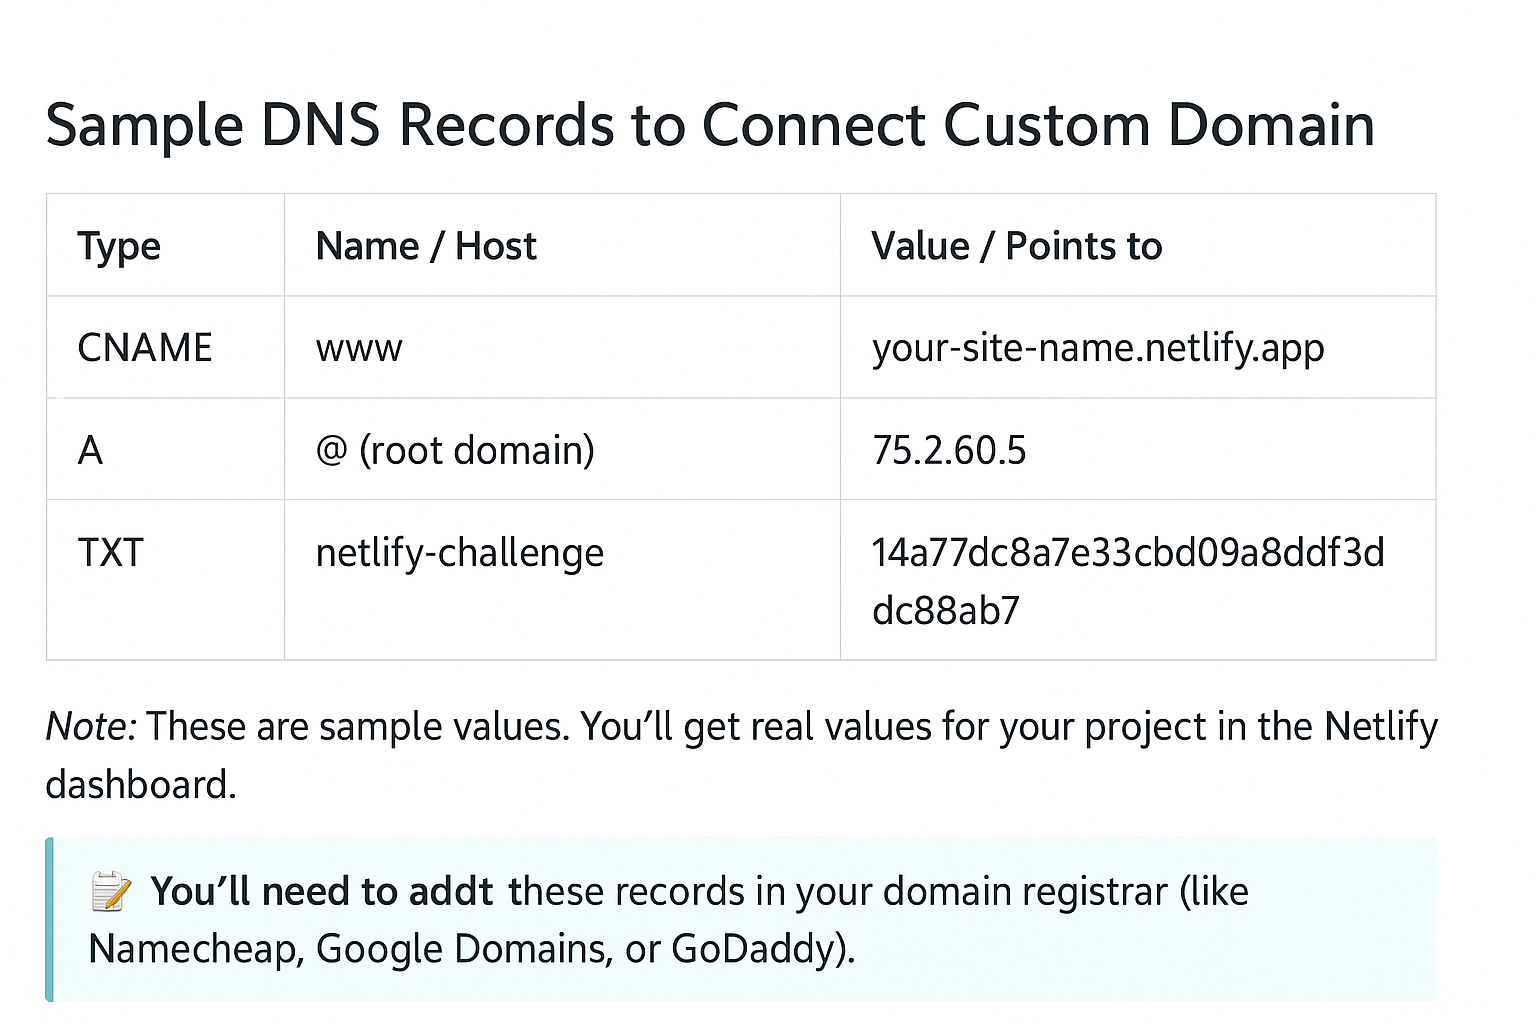 Sample DNS Records to Connect Custom Domain
Type Name / Host Value / Points to
CNAME www your-site-name.netlify.app
A @ (root domain) 75.2.60.5
TXT netlify-challenge 14a77dc8a7e33cbd09a8ddf3d
dc88ab7
Note: These are sample values. You’ll get real values for your project in the Netlify
dashboard.
You’ll need to addt these records in your domain registrar (like
Namecheap, Google Domains, or GoDaddy).